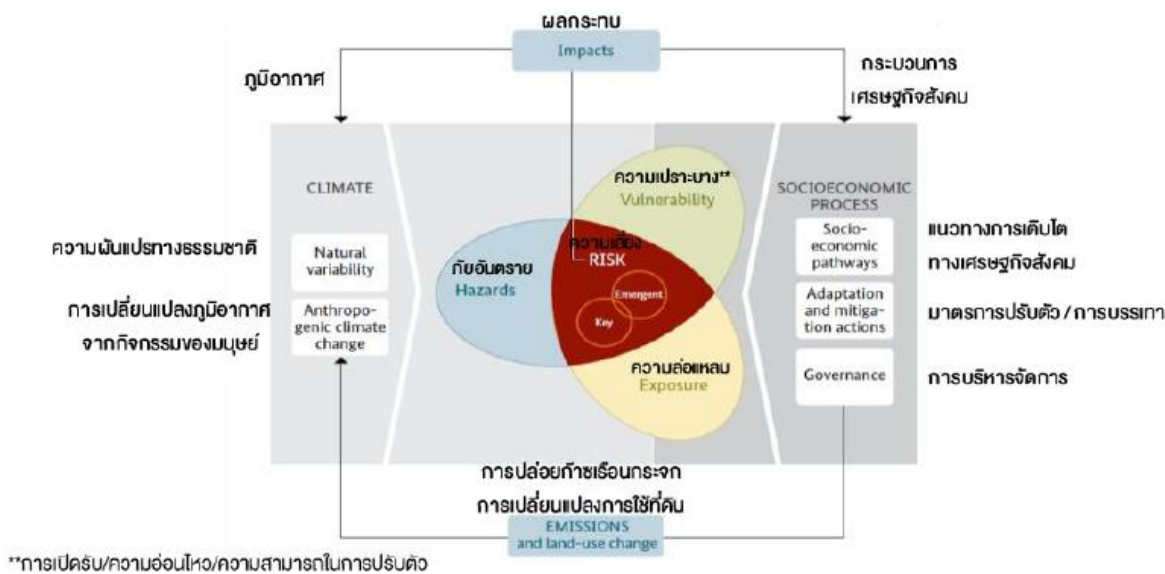 ผลกระทบ
Impacts
ภูมิอากาศ
กระบวนการ
เศรษฐกิจสังคม
CLIMATE
ความเปราะบาง**
Vulnerability
SOCIOECONOMIC
PROCESS
ความผันแปรทางธรรมชาติ
Natural
variability
ภัยอันตราย
Hazards
ความเสี่ยง
RISK
Emergent
Key
Socio-
economic
pathways
แนวทางการเติบโต
ทางเศรษฐกิจสังคม
การเปลี่ยนแปลงภูมิอากาศ
จากกิจกรรมของมนุษย์
Anthropo-
genic climate
change
Adaptation
and mitiga-
tion actions
มาตรการปรับตัว/การบรรเทา
ความล่อแหลม
Exposure
Governance
การบริหารจัดการ
การปล่อยก๊าซเรือนกระจก
การเปลี่ยนแปลงการใช้ที่ดิน
EMISSIONS
and land-use change
**การเปิดรับ/ความอ่อนไหว/ความสามารถในการปรับตัว